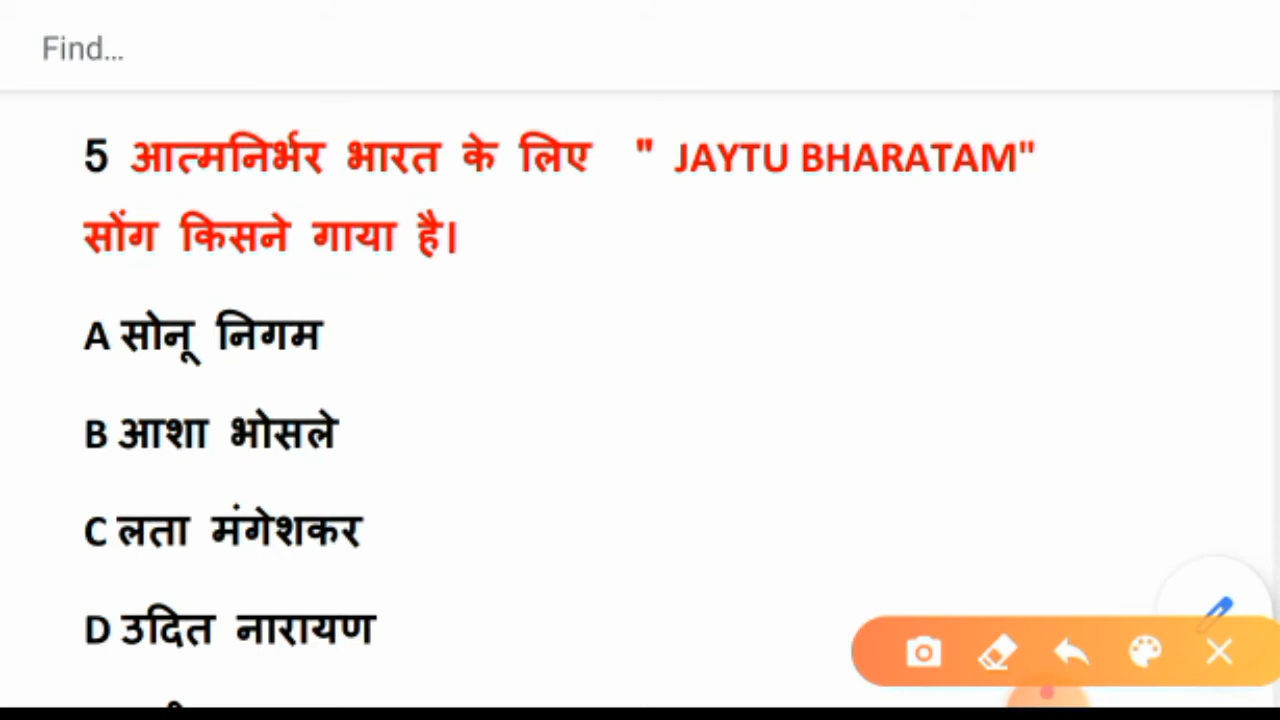 Find...
5 आत्मनिर्भर भारत के लिए " JAYTU BHARATAM"
सोंग किसने गाया है।
A सोनू निगम
B आशा भोसले
C लता मंगेशकर
D उदित नारायण